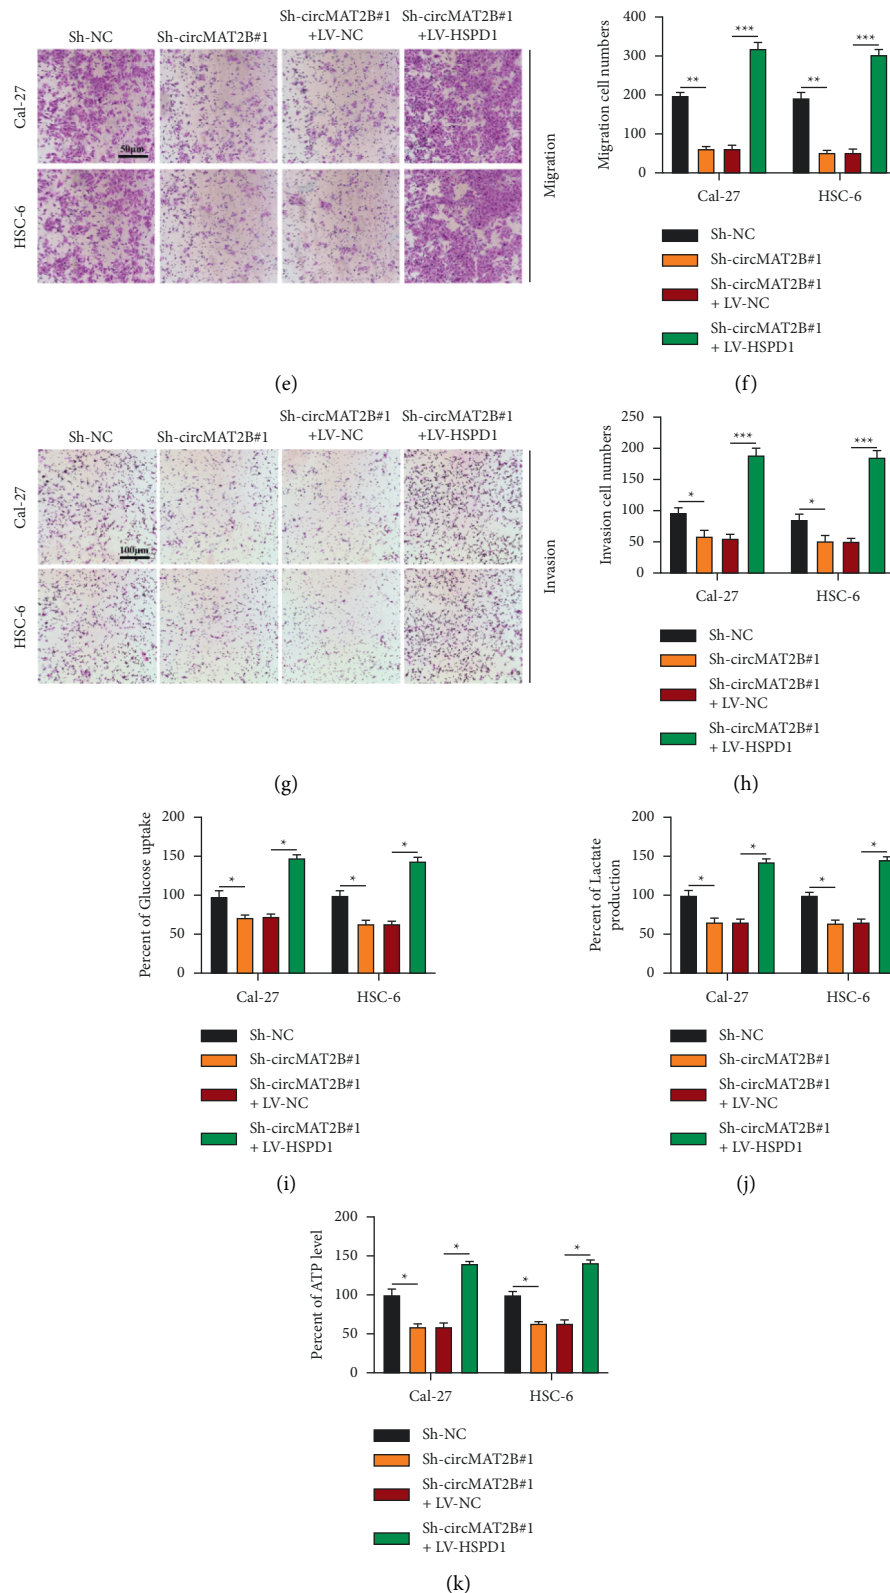 Sh-NC
Sh-circMAT2B#1
Sh-circMAT2B#1
+LV-NC
Sh-circMAT2B#1
+LV-HSPD1
Cal-27
HSC-6
50μm
Migration
(e)
Migration cell numbers
400
300
200
100
0
**
***
**
***
Cal-27
HSC-6
Sh-NC
Sh-circMAT2B#1
Sh-circMAT2B#1
+ LV-NC
Sh-circMAT2B#1
+ LV-HSPD1
(f)
Sh-NC
Sh-circMAT2B#1
Sh-circMAT2B#1
+LV-NC
Sh-circMAT2B#1
+LV-HSPD1
Cal-27
HSC-6
100μm
Invasion
(g)
Invasion cell numbers
250
200
150
100
50
0
*
***
*
***
Cal-27
HSC-6
Sh-NC
Sh-circMAT2B#1
Sh-circMAT2B#1
+ LV-NC
Sh-circMAT2B#1
+ LV-HSPD1
(h)
Percent of Glucose uptake
200
150
100
50
0
*
*
*
*
Cal-27
HSC-6
Sh-NC
Sh-circMAT2B#1
Sh-circMAT2B#1
+ LV-NC
Sh-circMAT2B#1
+ LV-HSPD1
(i)
Percent of Lactate
production
200
150
100
50
0
*
*
*
*
Cal-27
HSC-6
Sh-NC
Sh-circMAT2B#1
Sh-circMAT2B#1
+ LV-NC
Sh-circMAT2B#1
+ LV-HSPD1
(j)
Percent of ATP level
200
150
100
50
0
*
*
*
*
Cal-27
HSC-6
Sh-NC
Sh-circMAT2B#1
Sh-circMAT2B#1
+ LV-NC
Sh-circMAT2B#1
+ LV-HSPD1
(k)